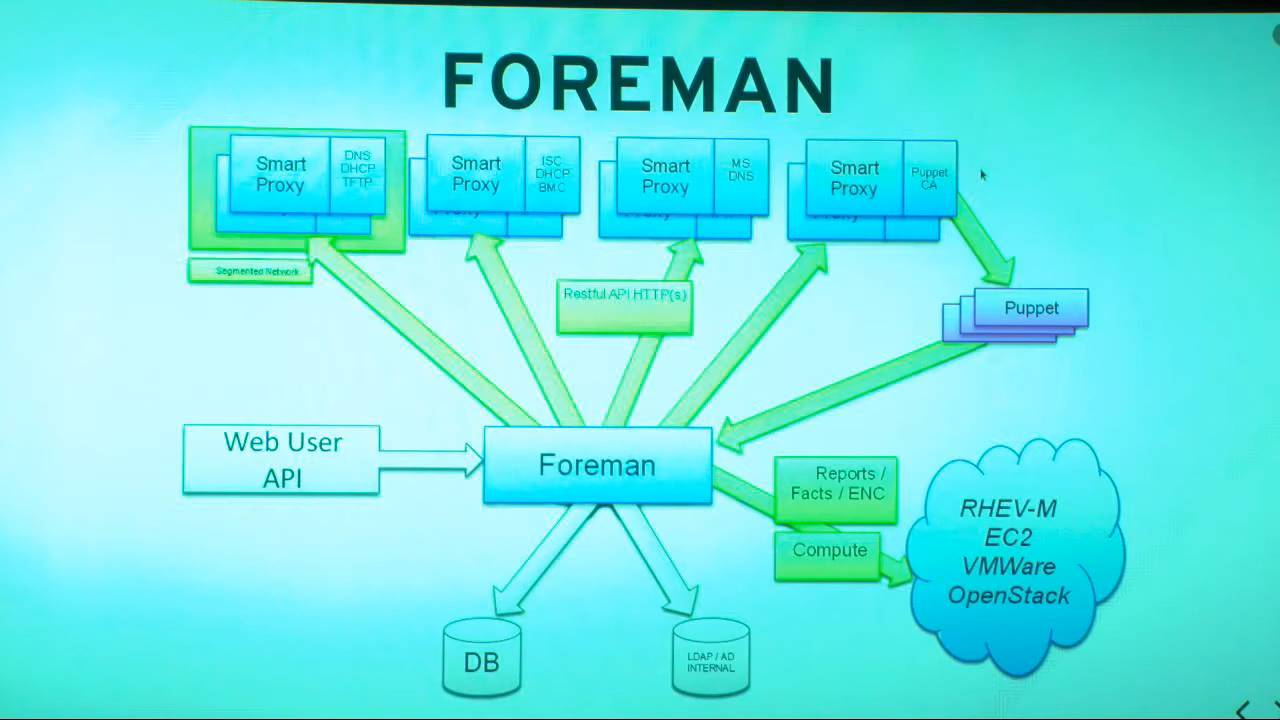 FOREMAN
Smart
Proxy
DNS
DHCP
TFTP
Smart
Proxy
ISC
DHCP
BMC
Smart
Proxy
MS
DNS
Smart
Proxy
Puppet
CA
Segmented Network
Restful API HTTP(s)
Puppet
Web User
API
Foreman
Reports /
Facts / ENC
Compute
RHEV-M
EC2
VMWare
OpenStack
DB
LDAP / AD
INTERNAL